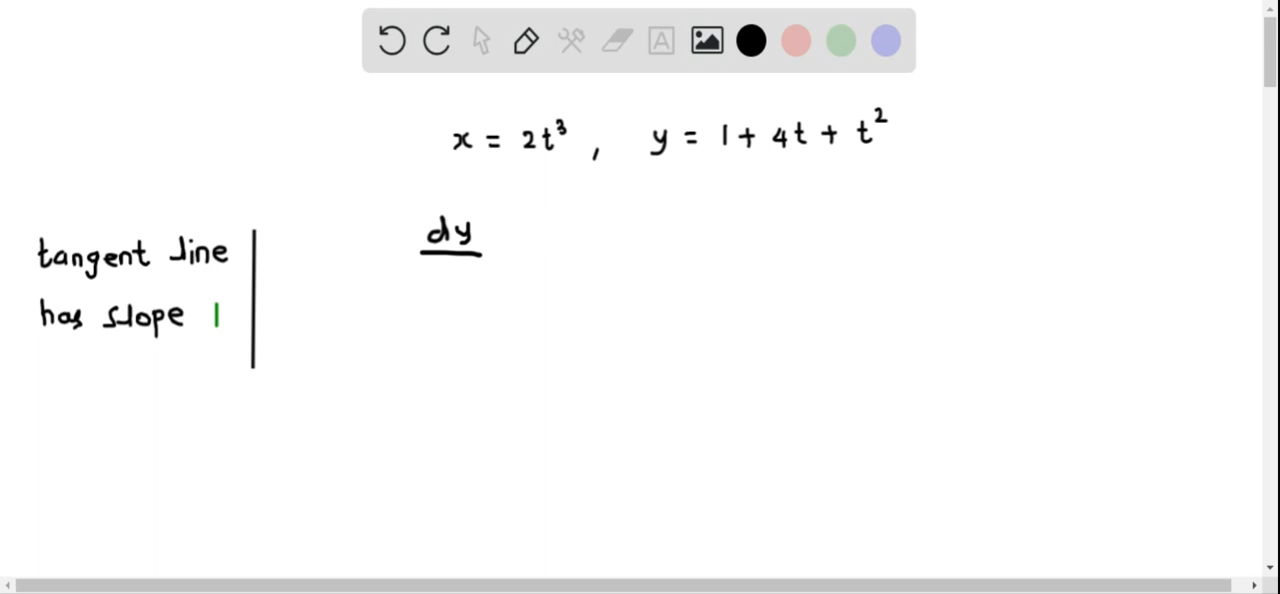 x = 2t³ , y = 1 + 4t + t²
dy
tangent line
has slope 1